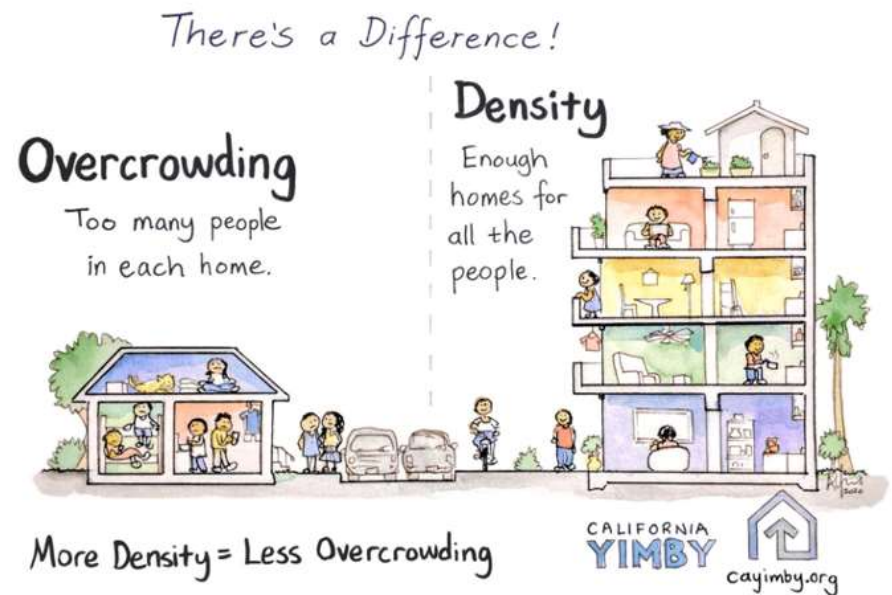 There's a Difference!
Overcrowding
Too many people
in each home.
Density
Enough
homes for
all the
people.
More Density = Less Overcrowding
CALIFORNIA
YIMBY
cayimby.org
2020